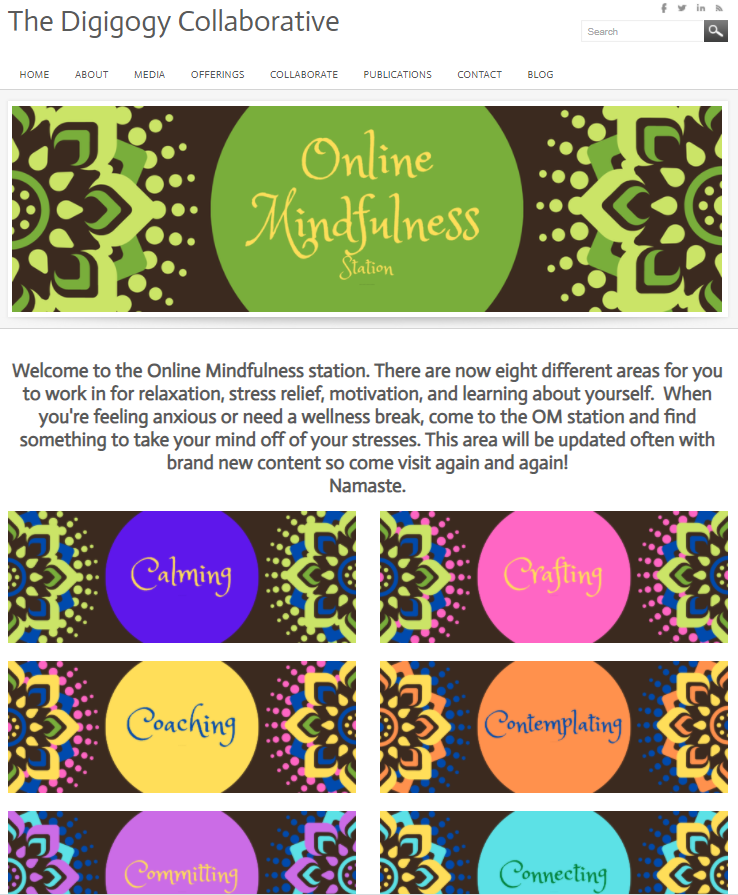 The Digigogy Collaborative
Search
HOME ABOUT MEDIA OFFERINGS COLLABORATE PUBLICATIONS CONTACT BLOG
Online
Mindfulness
Station
Welcome to the Online Mindfulness station. There are now eight different areas for you
to work in for relaxation, stress relief, motivation, and learning about yourself.  When
you're feeling anxious or need a wellness break, come to the OM station and find
something to take your mind off of your stresses. This area will be updated often with
brand new content so come visit again and again!
Namaste.
Calming
Crafting
Coaching
Contemplating
Committing
Connecting